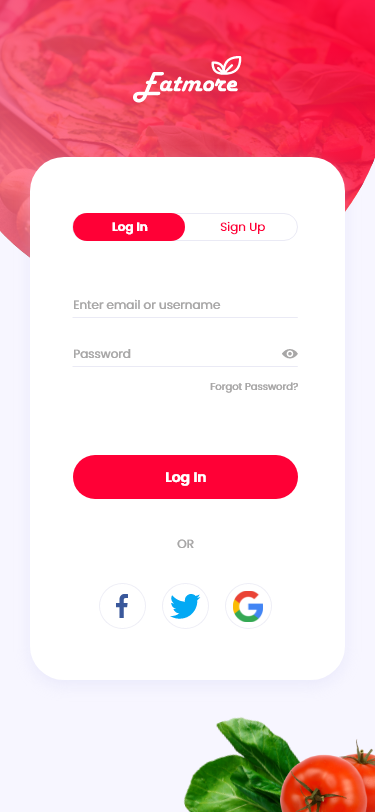 Eatmore
Log In
Sign Up
Enter email or username
Password
Forgot Password?
Log In
OR